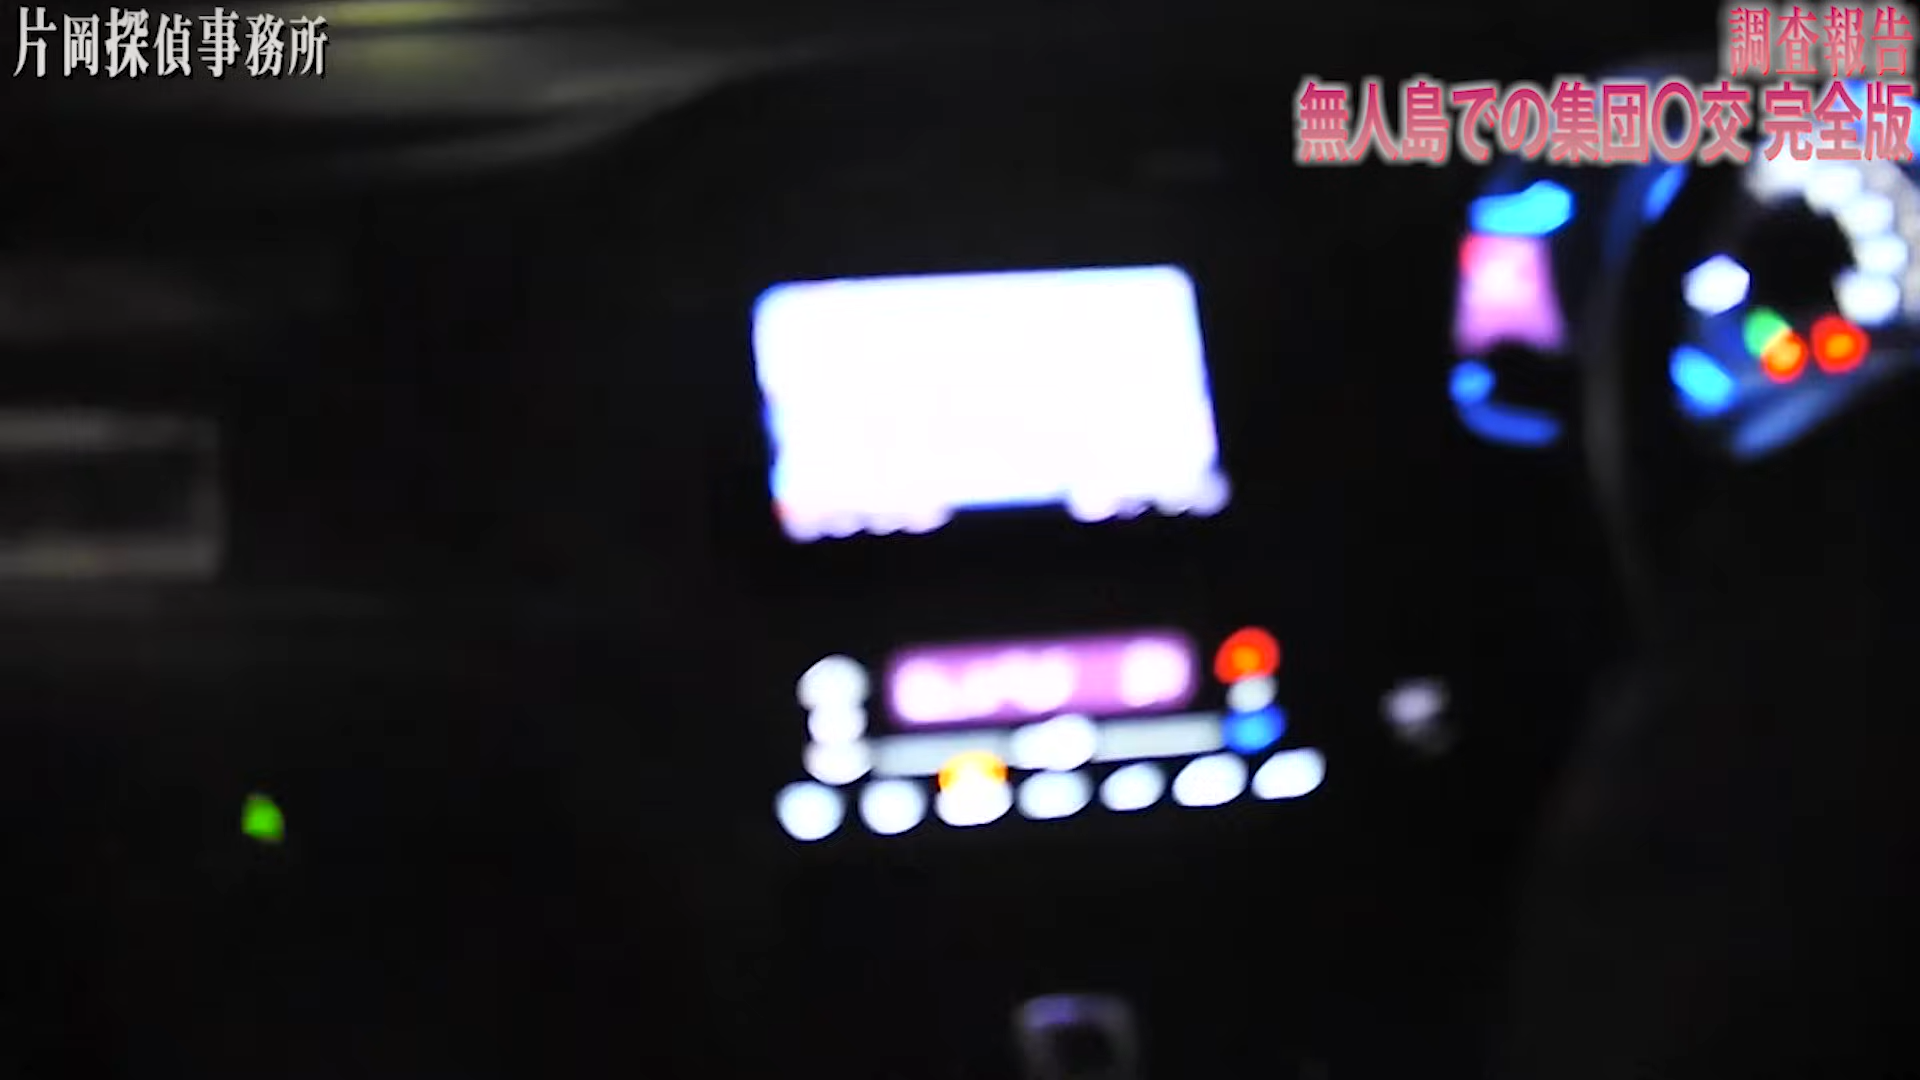 片岡探偵事務所
調査報告
無人島での集団〇交 完全版